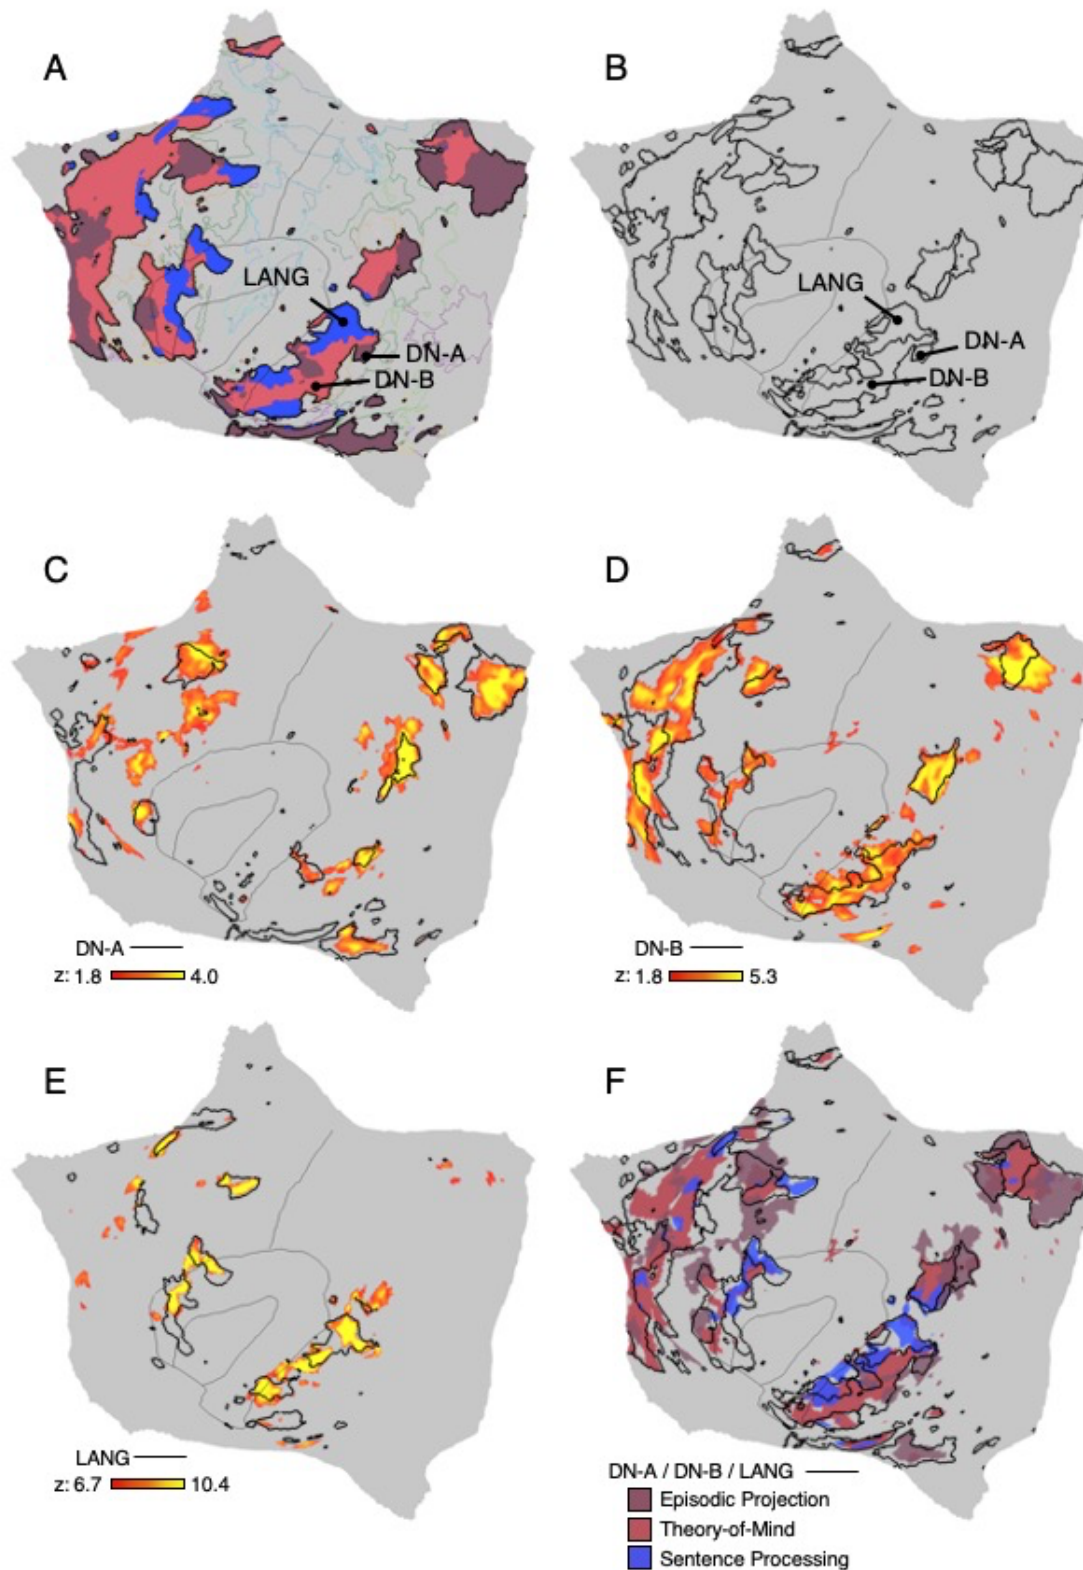 A
B
LANG
DN-A
DN-B
LANG
DN-A
DN-B
C
D
DN-A
z: 1.8 4.0
DN-B
z: 1.8 5.3
E
F
LANG
z: 6.7 10.4
DN-A / DN-B / LANG
Episodic Projection
Theory-of-Mind
Sentence Processing